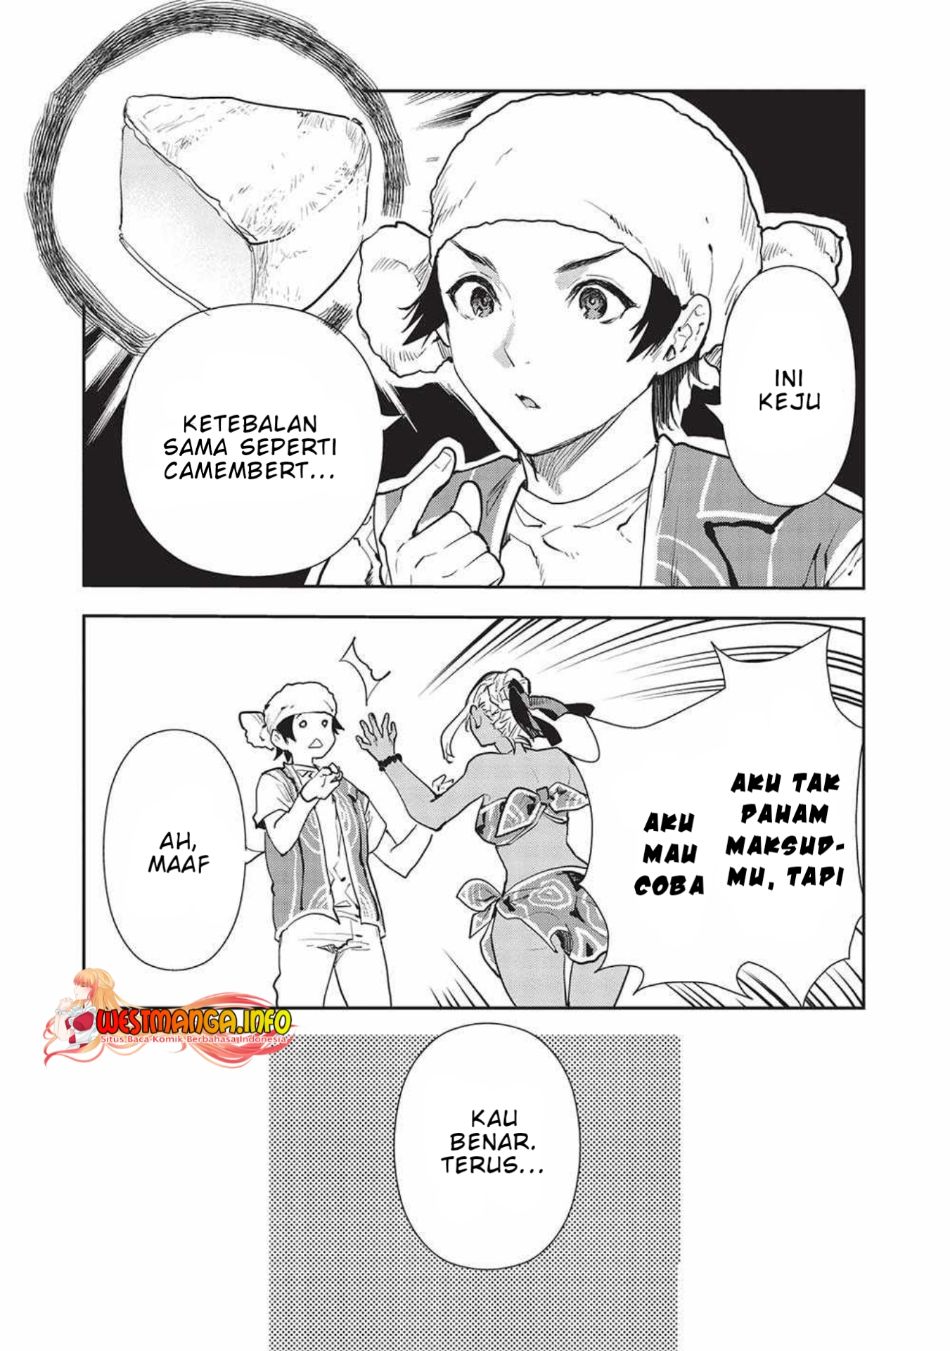 INI
KEJU
KETEBALAN
SAMA SEPERTI
CAMEMBERT...
AKU TAK
PAHAM
MAKSUD-
MU, TAPI
AKU
MAU
COBA
AH,
MAAF
WESTMANGA.INFO
Situs Baca Komik Berbahasa Indonesia
KAU
BENAR.
TERUS...